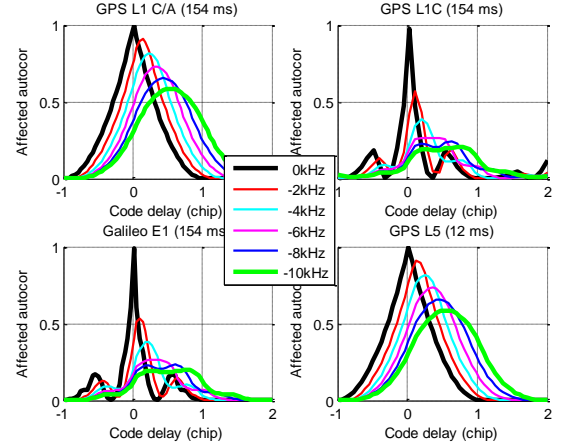 GPS L1 C/A (154 ms)
GPS L1C (154 ms)
Affected autocor
1
0.5
0
-1
0
1
Code delay (chip)
Affected autocor
1
0.5
0
-1
0
1
2
Code delay (chip)
0kHz
-2kHz
-4kHz
-6kHz
-8kHz
-10kHz
Galileo E1 (154 ms
GPS L5 (12 ms)
Affected autocor
1
0.5
0
-1
0
1
2
Code delay (chip)
Affected autocor
1
0.5
0
-1
0
1
2
Code delay (chip)